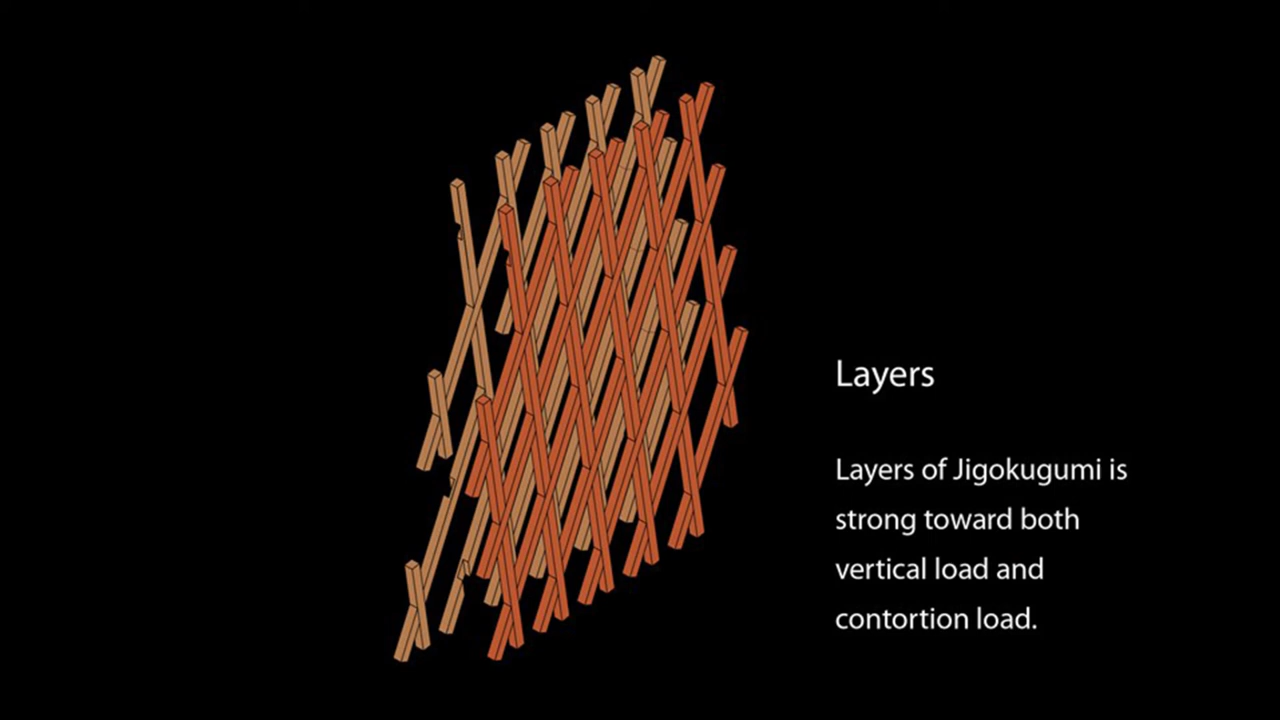 Layers
Layers of Jigokugumi is
strong toward both
vertical load and
contortion load.